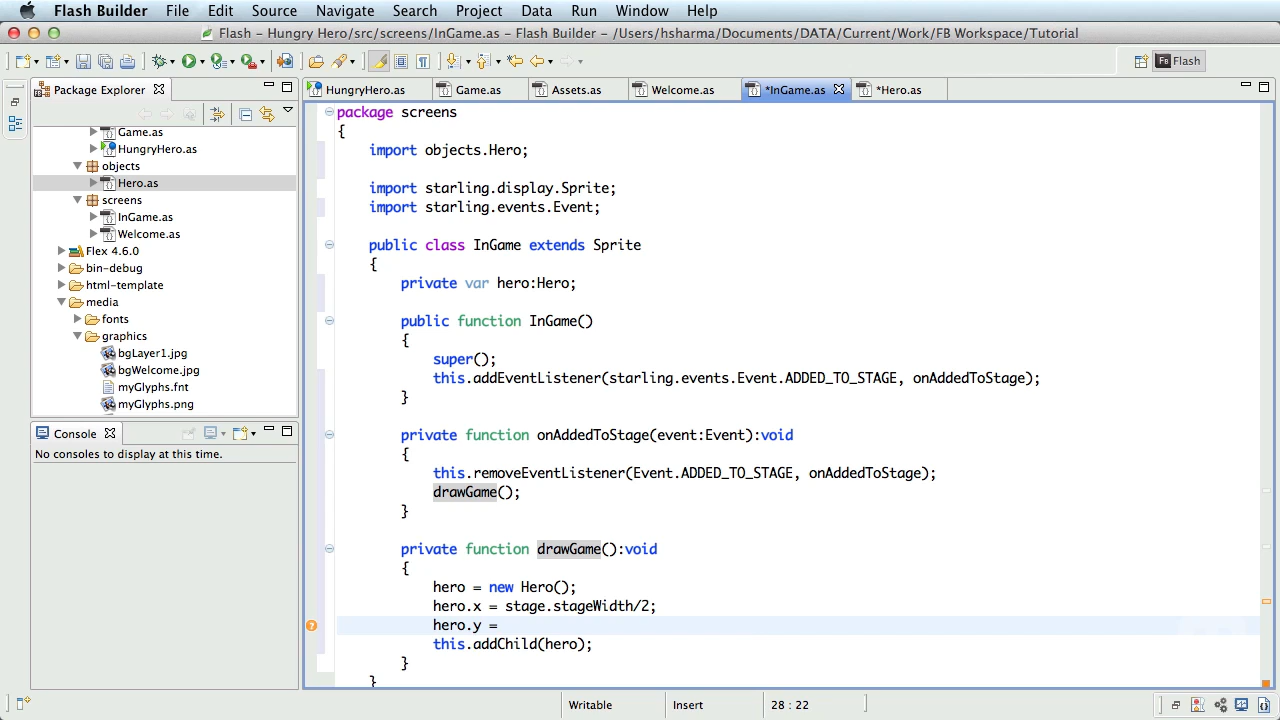 Flash Builder File Edit Source Navigate Search Project Data Run Window Help
Flash - Hungry Hero/src/screens/InGame.as - Flash Builder - /Users/hsharma/Documents/DATA/Current/Work/FB Workspace/Tutorial
Fb Flash
Package Explorer
HungryHero.as Game.as Assets.as Welcome.as *InGame.as *Hero.as
Game.as
HungryHero.as
objects
Hero.as
screens
InGame.as
Welcome.as
Flex 4.6.0
bin-debug
html-template
media
fonts
graphics
bgLayer1.jpg
bgWelcome.jpg
myGlyphs.fnt
myGlyphs.png
Console
No consoles to display at this time.
package screens
{
import objects.Hero;
import starling.display.Sprite;
import starling.events.Event;
public class InGame extends Sprite
{
private var hero:Hero;
public function InGame()
{
super();
this.addEventListener(starling.events.Event.ADDED_TO_STAGE, onAddedToStage);
}
private function onAddedToStage(event:Event):void
{
this.removeEventListener(Event.ADDED_TO_STAGE, onAddedToStage);
drawGame();
}
private function drawGame():void
{
hero = new Hero();
hero.x = stage.stageWidth/2;
hero.y =
this.addChild(hero);
}
}
Writable Insert 28 : 22